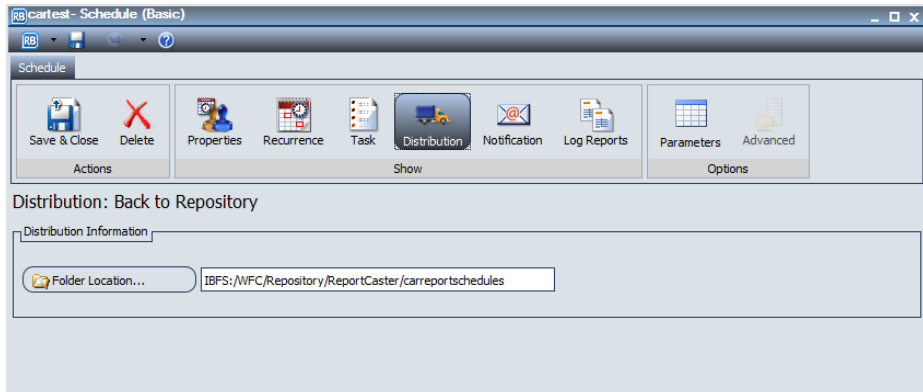 RB cartest- Schedule (Basic)
RB
Schedule
Save & Close Delete Properties Recurrence Task Distribution Notification Log Reports Parameters Advanced
Actions Show Options
Distribution: Back to Repository
Distribution Information
Folder Location... IBFS:/WFC/Repository/ReportCaster/carreportschedules